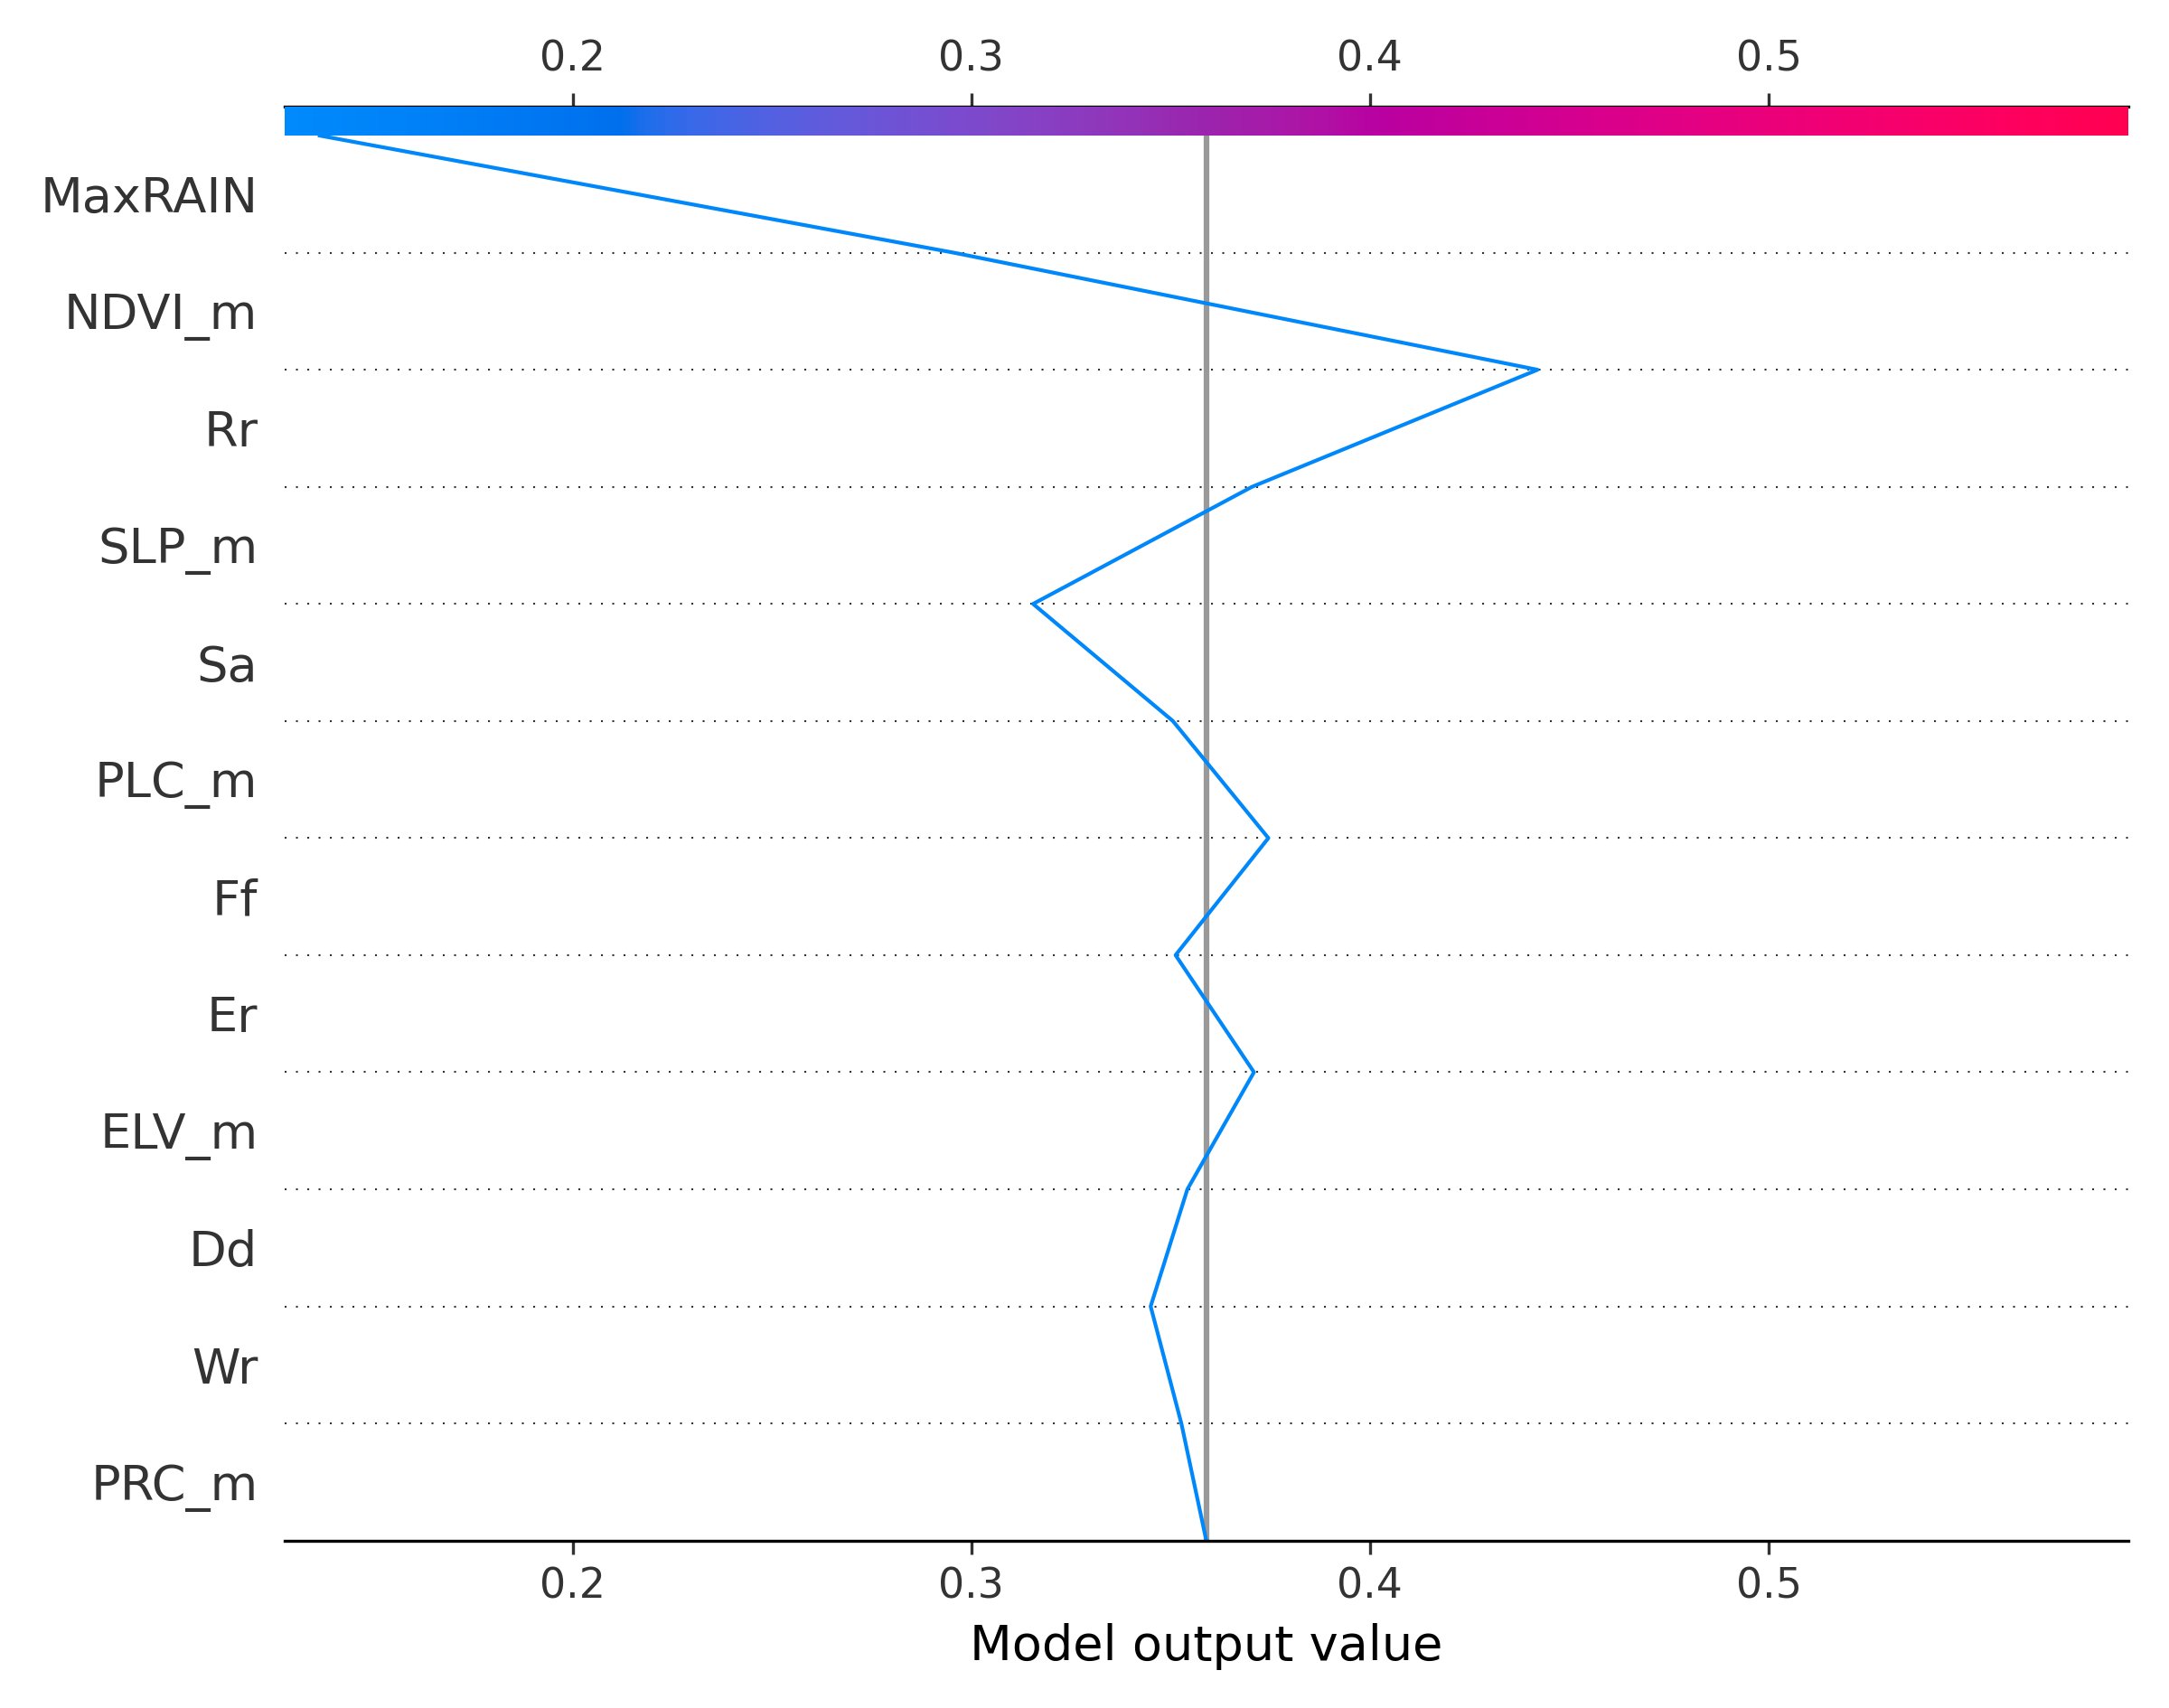 0.2 0.3 0.4 0.5
MaxRAIN
NDVI_m
Rr
SLP_m
Sa
PLC_m
Ff
Er
ELV_m
Dd
Wr
PRC_m
0.2 0.3 0.4 0.5
Model output value